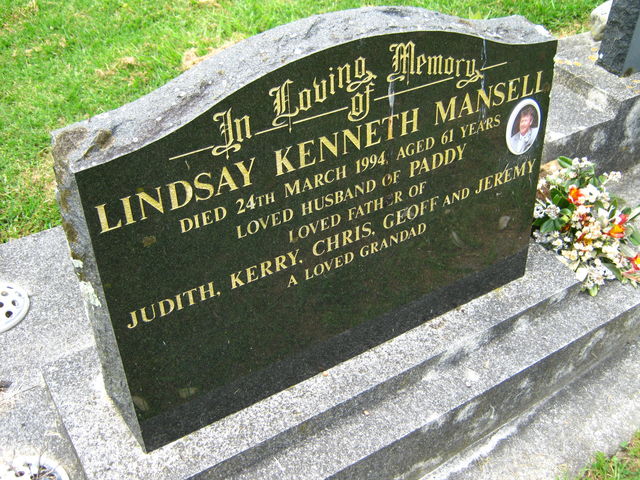 In Loving Memory
of
LINDSAY KENNETH MANSELL
DIED 24TH MARCH 1994, AGED 61 YEARS
LOVED HUSBAND OF PADDY
LOVED FATHER OF
JUDITH, KERRY, CHRIS, GEOFF AND JEREMY
A LOVED GRANDAD